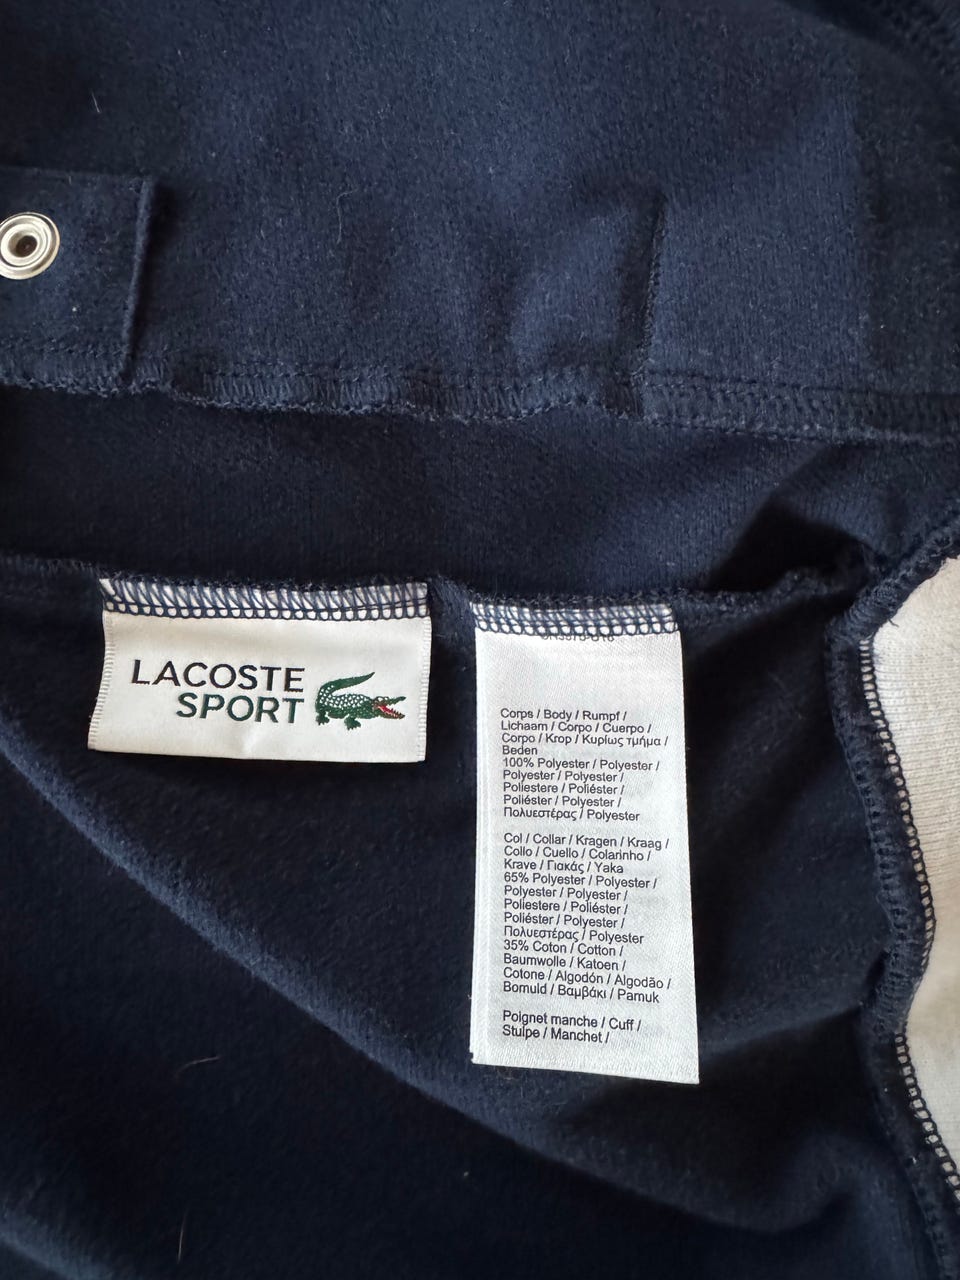 LACOSTE
SPORT
Corps / Body / Rumpf /
Lichaam / Corpo / Cuerpo /
Corpo / Krop / Κυρίως τμήμα /
Beden
100% Polyester / Polyester /
Polyester / Polyester /
Poliestere / Poliéster /
Poliéster / Polyester /
Πολυεστέρας / Polyester
Col / Collar / Kragen / Kraag /
Collo / Cuello / Colarinho /
Krave / Γιακάς / Yaka
65% Polyester / Polyester /
Polyester / Polyester /
Poliestere / Poliéster /
Poliéster / Polyester /
Πολυεστέρας / Polyester
35% Coton / Cotton /
Baumwolle / Katoen /
Cotone / Algodón / Algodão /
Bomuld / Βαμβάκι / Pamuk
Poignet manche / Cuff /
Stulpe / Manchet /